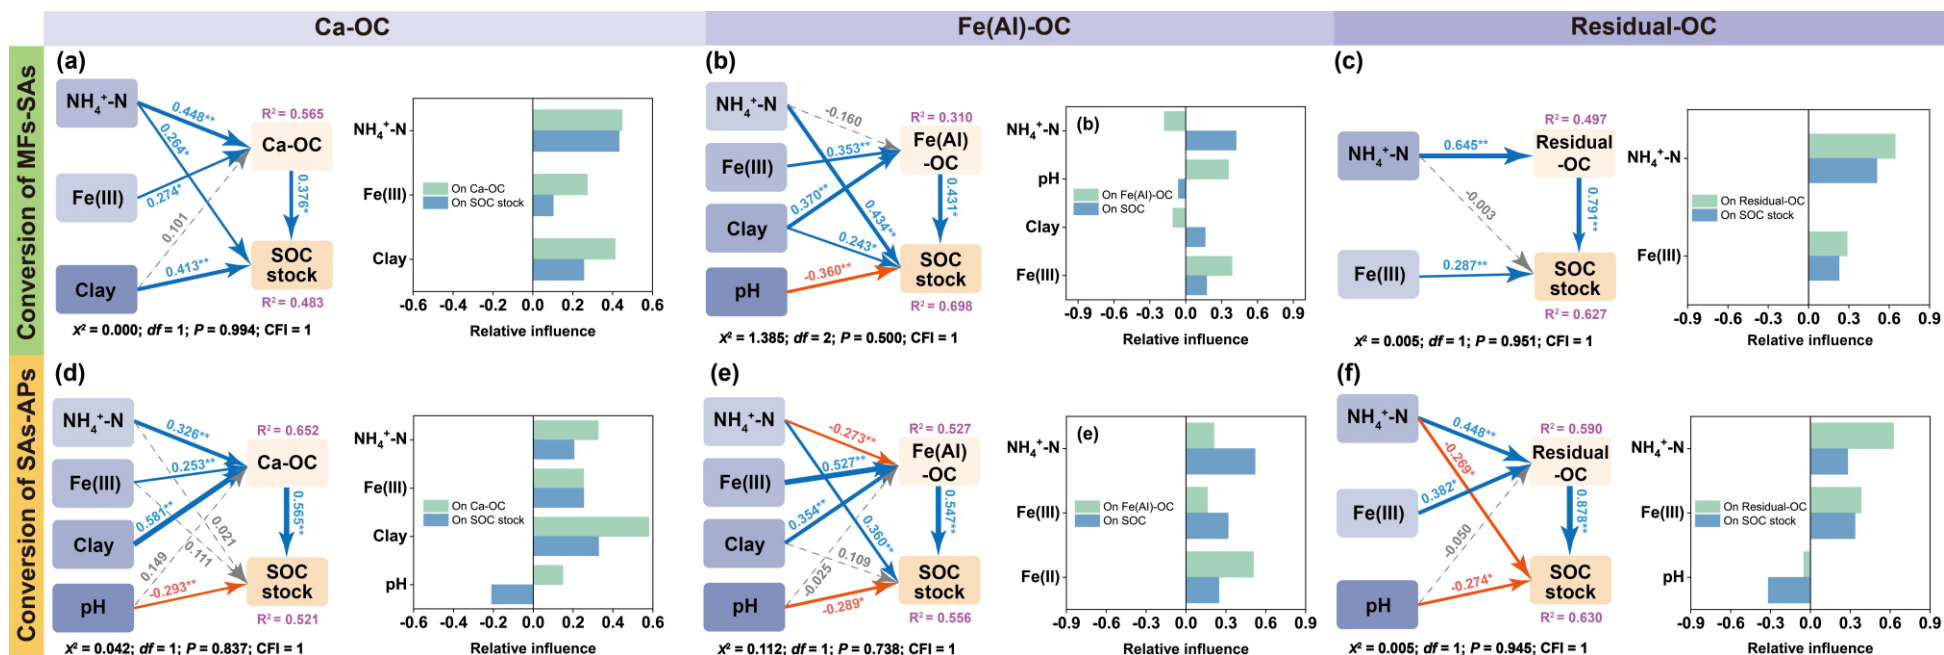 Ca-OC
Fe(Al)-OC
Residual-OC
Conversion of MFs-SAs
(a)
NH₄⁺-N
Fe(III)
Clay
0.448**
0.264*
0.274*
0.101
0.413**
R² = 0.565
Ca-OC
0.376*
SOC
stock
R² = 0.483
X² = 0.000; df = 1; P = 0.994; CFI = 1
NH₄⁺-N
Fe(III)
Clay
On Ca-OC
On SOC stock
-0.6 -0.4 -0.2 0.0 0.2 0.4 0.6
Relative influence
(b)
NH₄⁺-N
Fe(III)
Clay
pH
-0.160
0.353**
0.370**
0.434**
0.243*
-0.360**
R² = 0.310
Fe(Al)
-OC
0.431*
SOC
stock
R² = 0.698
X² = 1.385; df = 2; P = 0.500; CFI = 1
(b)
NH₄⁺-N
pH
Clay
Fe(III)
On Fe(Al)-OC
On SOC
-0.9 -0.6 -0.3 0.0 0.3 0.6 0.9
Relative influence
(c)
NH₄⁺-N
Fe(III)
0.645**
-0.003
0.287**
R² = 0.497
Residual
-OC
0.791**
SOC
stock
R² = 0.627
X² = 0.005; df = 1; P = 0.951; CFI = 1
NH₄⁺-N
Fe(III)
On Residual-OC
On SOC stock
-0.9 -0.6 -0.3 0.0 0.3 0.6 0.9
Relative influence
Conversion of SAs-APs
(d)
NH₄⁺-N
Fe(III)
Clay
pH
0.326**
0.253**
0.581**
0.021
0.111
0.149
-0.293**
R² = 0.652
Ca-OC
0.565**
SOC
stock
R² = 0.521
X² = 0.042; df = 1; P = 0.837; CFI = 1
NH₄⁺-N
Fe(III)
Clay
pH
On Ca-OC
On SOC stock
-0.6 -0.4 -0.2 0.0 0.2 0.4 0.6
Relative influence
(e)
NH₄⁺-N
Fe(III)
Clay
pH
-0.273**
0.527**
0.354**
0.360**
0.109
-0.025
-0.289*
R² = 0.527
Fe(Al)
-OC
0.547**
SOC
stock
R² = 0.556
X² = 0.112; df = 1; P = 0.738; CFI = 1
(e)
NH₄⁺-N
Fe(III)
Fe(II)
On Fe(Al)-OC
On SOC
-0.9 -0.6 -0.3 0.0 0.3 0.6 0.9
Relative influence
(f)
NH₄⁺-N
Fe(III)
pH
0.448**
-0.269*
0.382*
-0.050
-0.274*
R² = 0.590
Residual
-OC
0.878**
SOC
stock
R² = 0.630
X² = 0.005; df = 1; P = 0.945; CFI = 1
NH₄⁺-N
Fe(III)
pH
On Residual-OC
On SOC stock
-0.9 -0.6 -0.3 0.0 0.3 0.6 0.9
Relative influence